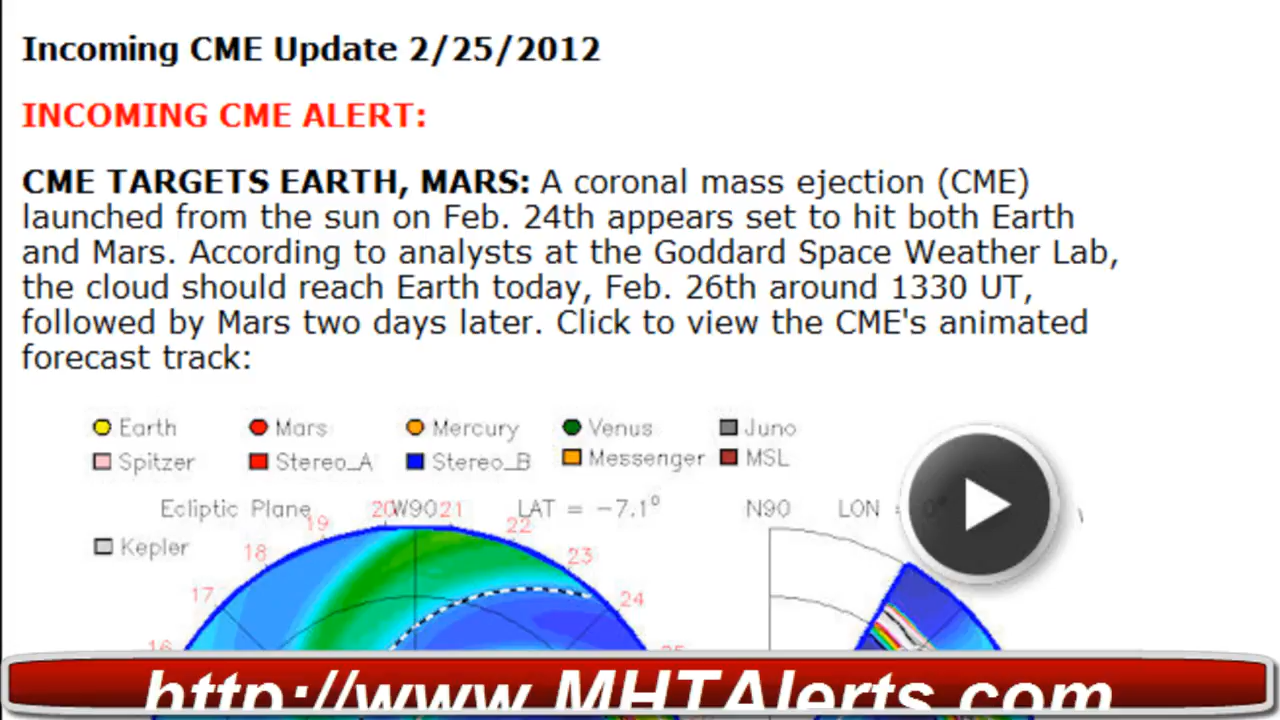 Incoming CME Update 2/25/2012
INCOMING CME ALERT:
CME TARGETS EARTH, MARS: A coronal mass ejection (CME)
launched from the sun on Feb. 24th appears set to hit both Earth
and Mars. According to analysts at the Goddard Space Weather Lab,
the cloud should reach Earth today, Feb. 26th around 1330 UT,
followed by Mars two days later. Click to view the CME's animated
forecast track:
Earth Mars Mercury Venus Juno
Spitzer Stereo_A Stereo_B Messenger MSL
Ecliptic Plane W90 LAT = -7.1° N90 LON =
Kepler
16 17 18 19 20 21 22 23 24 25
http://www.MHTAlerts.com